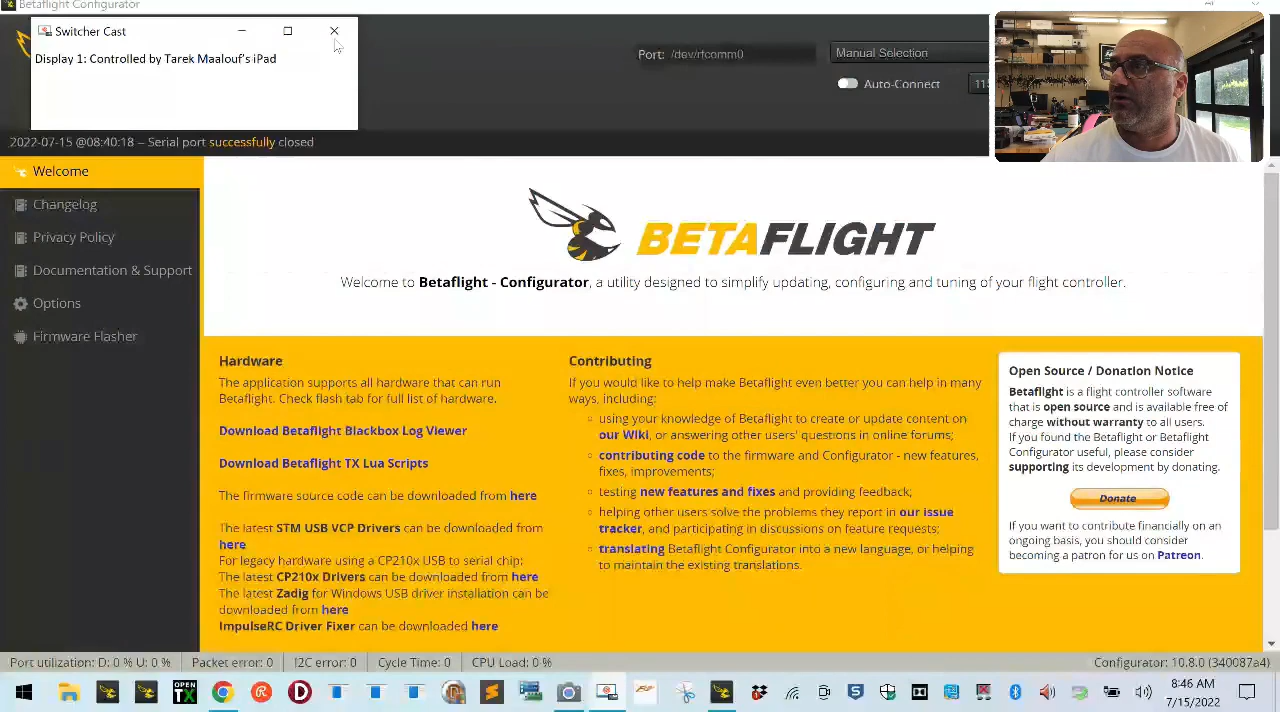 Betaflight Configurator
Switcher Cast
Display 1: Controlled by Tarek Maalouf's iPad
Port: /dev/rfcomm0
Manual Selection
Auto-Connect
115
2022-07-15 @08:40:18 – Serial port successfully closed
Welcome
Changelog
Privacy Policy
Documentation & Support
Options
Firmware Flasher
BETAFLIGHT
Welcome to Betaflight - Configurator, a utility designed to simplify updating, configuring and tuning of your flight controller.
Hardware
The application supports all hardware that can run
Betaflight. Check flash tab for full list of hardware.
Download Betaflight Blackbox Log Viewer
Download Betaflight TX Lua Scripts
The firmware source code can be downloaded from here
The latest STM USB VCP Drivers can be downloaded from
here
For legacy hardware using a CP210x USB to serial chip:
The latest CP210x Drivers can be downloaded from here
The latest Zadig for Windows USB driver installation can be
downloaded from here
ImpulseRC Driver Fixer can be downloaded here
Contributing
If you would like to help make Betaflight even better you can help in many
ways, including:
using your knowledge of Betaflight to create or update content on
our Wiki, or answering other users' questions in online forums;
contributing code to the firmware and Configurator - new features,
fixes, improvements;
testing new features and fixes and providing feedback;
helping other users solve the problems they report in our issue
tracker, and participating in discussions on feature requests;
translating Betaflight Configurator into a new language, or helping
to maintain the existing translations.
Open Source / Donation Notice
Betaflight is a flight controller software
that is open source and is available free of
charge without warranty to all users.
If you found the Betaflight or Betaflight
Configurator useful, please consider
supporting its development by donating.
Donate
If you want to contribute financially on an
ongoing basis, you should consider
becoming a patron for us on Patreon.
Port utilization: D: 0 % U: 0 %
Packet error: 0
I2C error: 0
Cycle Time: 0
CPU Load: 0 %
Configurator: 10.8.0 (340087a4)
OPEN
TX
8:46 AM
7/15/2022